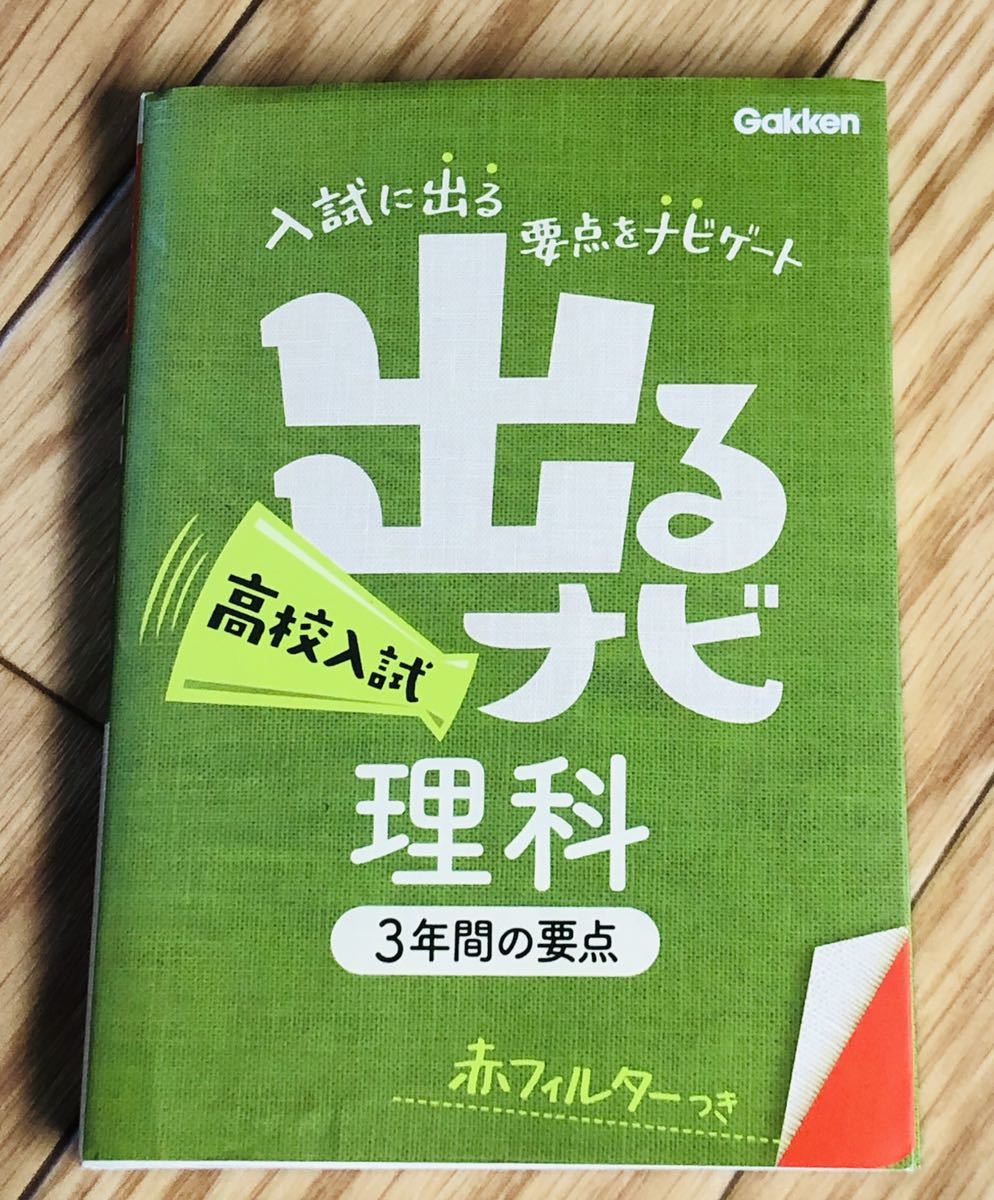 Gakken
入試に出る
要点をナビゲート
出る
ナビ
高校入試
理科
3年間の要点
赤フィルターつき